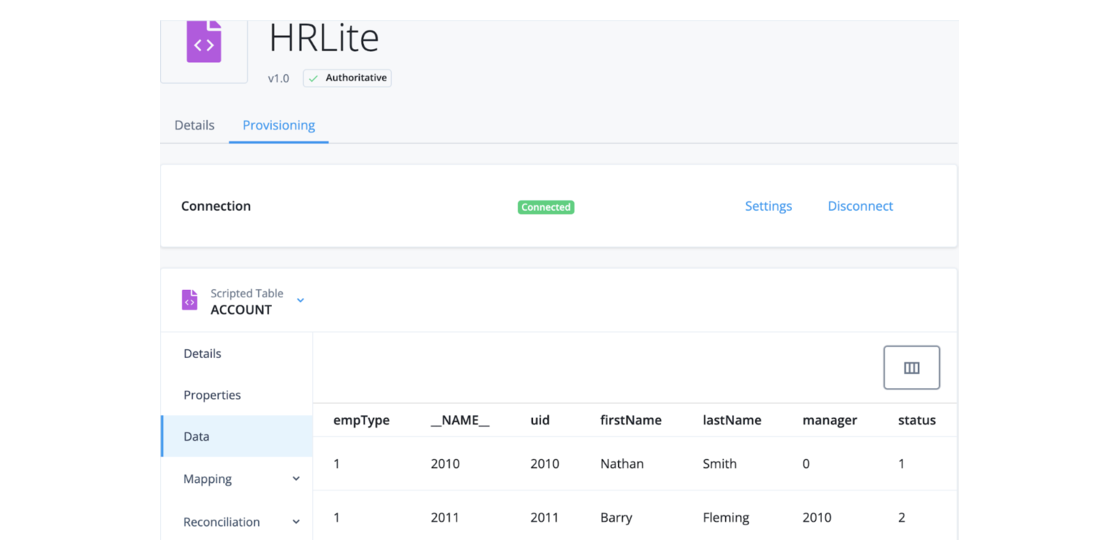 HRLite
v1.0 Authoritative
Details Provisioning
Connection Connected Settings Disconnect
Scripted Table
ACCOUNT
Details
Properties
Data
Mapping
Reconciliation
empType __NAME__ uid firstName lastName manager status
1 2010 2010 Nathan Smith 0 1
1 2011 2011 Barry Fleming 2010 2